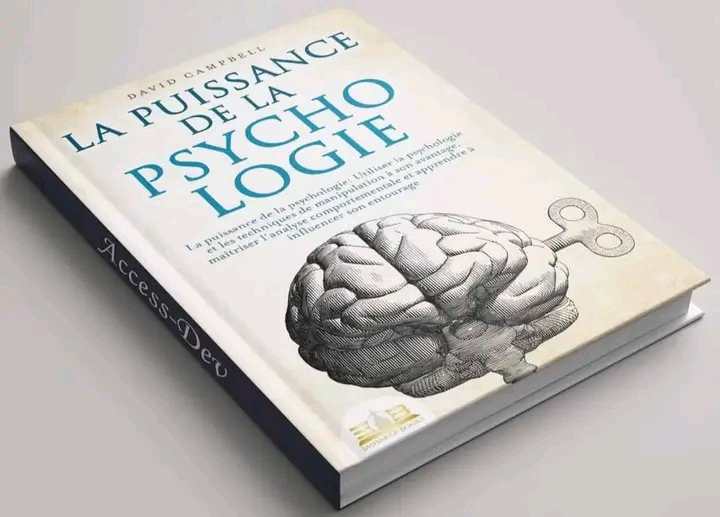 DAVID CAMPBELL
LA PUISSANCE
DE LA
PSYCHO
LOGIE
La puissance de la psychologie: Utiliser la psychologie
et les techniques de manipulation à son avantage,
maîtriser l'analyse comportementale et apprendre à
influencer son entourage
Access-Dev